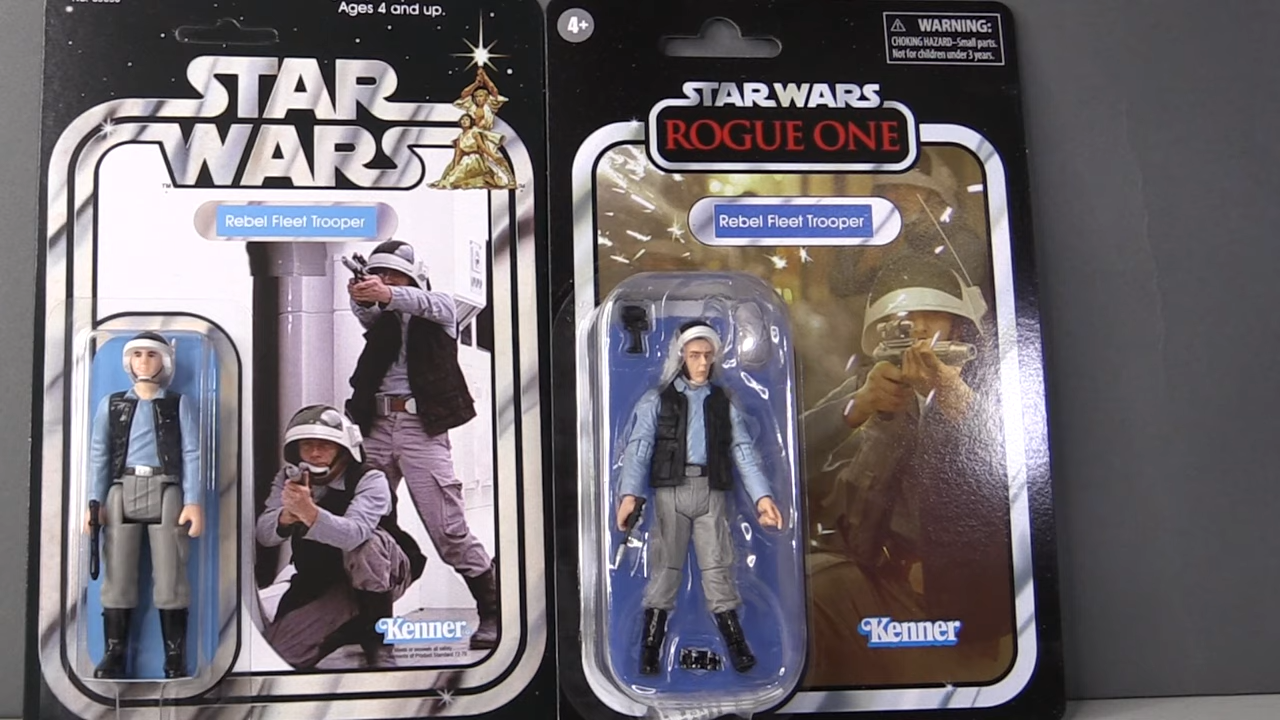 Ages 4 and up.
STAR
WARS
TM
Rebel Fleet Trooper
Kenner
4+
WARNING:
CHOKING HAZARD–Small parts.
Not for children under 3 years.
STAR WARS
ROGUE ONE
Rebel Fleet Trooper
Kenner